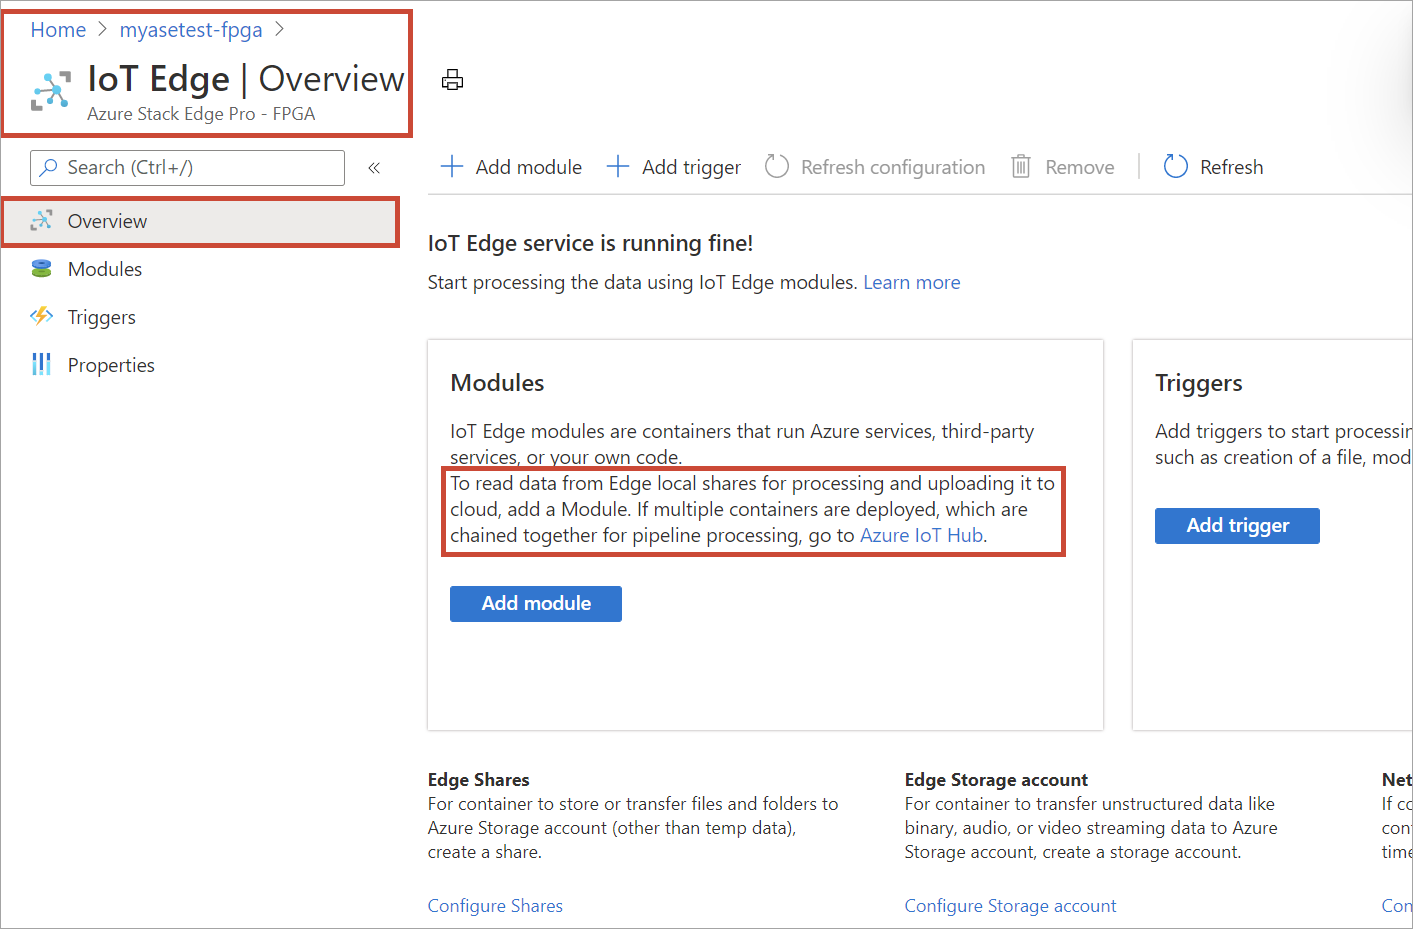 Home > myasetest-fpga >
IoT Edge | Overview
Azure Stack Edge Pro - FPGA
Search (Ctrl+/)
«
Overview
Modules
Triggers
Properties
Add module
Add trigger
Refresh configuration
Remove
Refresh
IoT Edge service is running fine!
Start processing the data using IoT Edge modules. Learn more
Modules
IoT Edge modules are containers that run Azure services, third-party
services, or your own code.
To read data from Edge local shares for processing and uploading it to
cloud, add a Module. If multiple containers are deployed, which are
chained together for pipeline processing, go to Azure IoT Hub.
Add module
Triggers
Add triggers to start processin
such as creation of a file, mod
Add trigger
Edge Shares
For container to store or transfer files and folders to
Azure Storage account (other than temp data),
create a share.
Configure Shares
Edge Storage account
For container to transfer unstructured data like
binary, audio, or video streaming data to Azure
Storage account, create a storage account.
Configure Storage account
Net
If co
con
time
Con